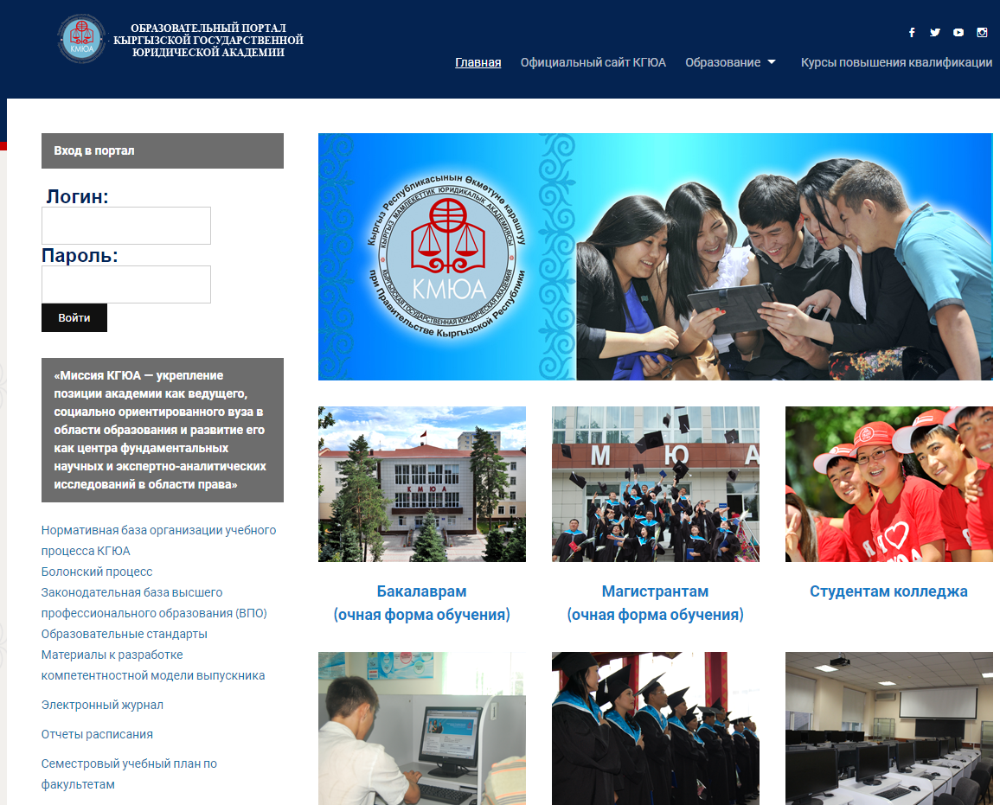 КМЮА
ОБРАЗОВАТЕЛЬНЫЙ ПОРТАЛ
КЫРГЫЗСКОЙ ГОСУДАРСТВЕННОЙ
ЮРИДИЧЕСКОЙ АКАДЕМИИ
Главная
Официальный сайт КГЮА
Образование
Курсы повышения квалификации
Вход в портал
Логин:
Пароль:
Войти
«Миссия КГЮА — укрепление
позиции академии как ведущего,
социально ориентированного вуза в
области образования и развитие его
как центра фундаментальных
научных и экспертно-аналитических
исследований в области права»
Нормативная база организации учебного
процесса КГЮА
Болонский процесс
Законодательная база высшего
профессионального образования (ВПО)
Образовательные стандарты
Материалы к разработке
компетентностной модели выпускника
Электронный журнал
Отчеты расписания
Семестровый учебный план по
факультетам
Кыргыз Республикасынын Өкмөтүнө караштуу
КЫРГЫЗ МАМЛЕКЕТТИК ЮРИДИКАЛЫК АКАДЕМИЯСЫ
КМЮА
КЫРГЫЗСКАЯ ГОСУДАРСТВЕННАЯ ЮРИДИЧЕСКАЯ АКАДЕМИЯ
при Правительстве Кыргызской Республики
К М Ю А
М Ю А
Я
Бакалаврам
(очная форма обучения)
Магистрантам
(очная форма обучения)
Студентам колледжа